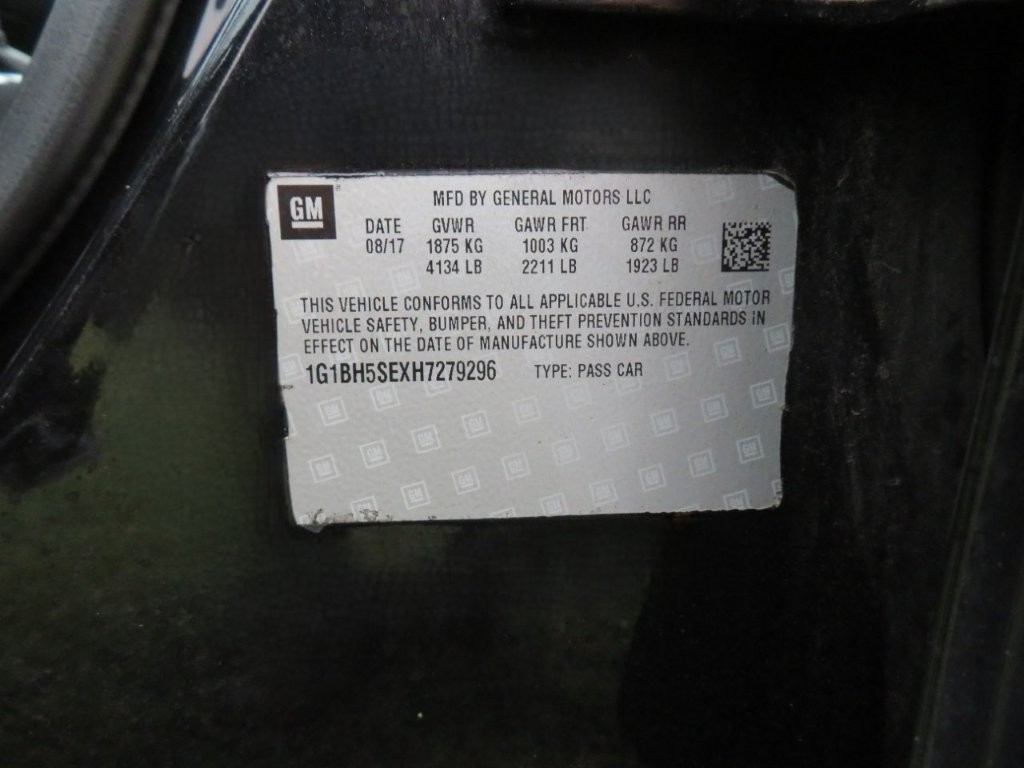 GM
MFD BY GENERAL MOTORS LLC
DATE GVWR GAWR FRT GAWR RR
08/17 1875 KG 1003 KG 872 KG
4134 LB 2211 LB 1923 LB
THIS VEHICLE CONFORMS TO ALL APPLICABLE U.S. FEDERAL MOTOR
VEHICLE SAFETY, BUMPER, AND THEFT PREVENTION STANDARDS IN
EFFECT ON THE DATE OF MANUFACTURE SHOWN ABOVE.
1G1BH5SEXH7279296 TYPE: PASS CAR